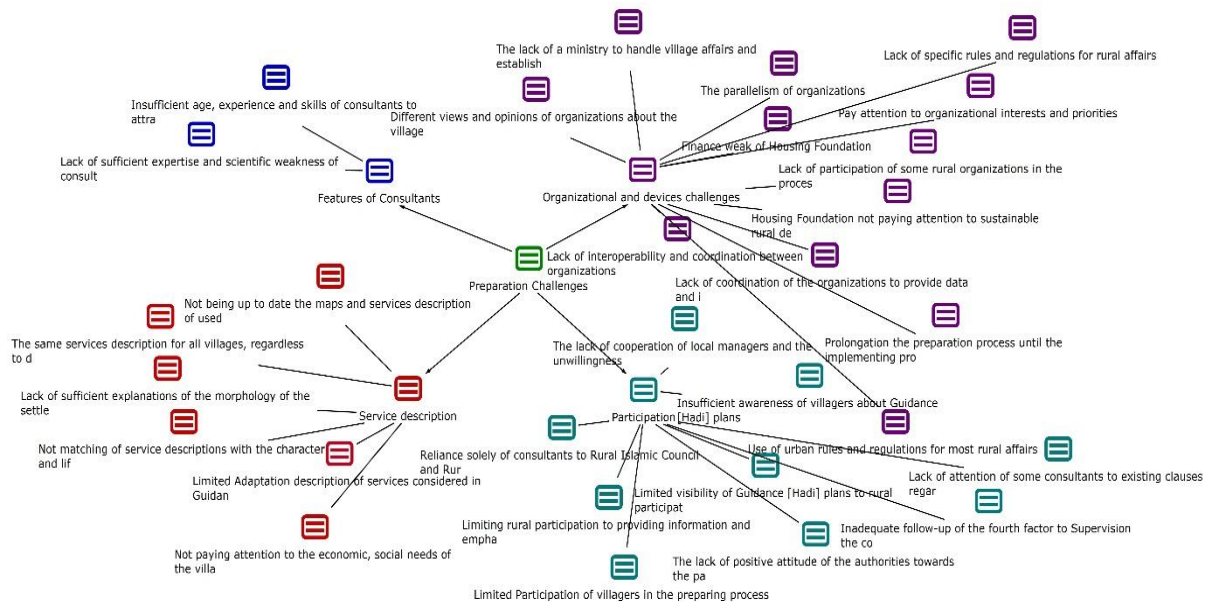 The lack of a ministry to handle village affairs and
establish
Lack of specific rules and regulations for rural affairs
Insufficient age, experience and skills of consultants to
attra
The parallelism of organizations
Different views and opinions of organizations about the
village
Pay attention to organizational interests and priorities
Finance weak of Housing Foundation
Lack of sufficient expertise and scientific weakness of
consult
Lack of participation of some rural organizations in the
proces
Features of Consultants
Organizational and devices challenges
Housing Foundation not paying attention to sustainable
rural de
Lack of interoperability and coordination between
organizations
Preparation Challenges
Lack of coordination of the organizations to provide data
and i
Not being up to date the maps and services description
of used
The same services description for all villages, regardless
to d
The lack of cooperation of local managers and the
unwillingness
Prolongation the preparation process until the
implementing pro
Lack of sufficient explanations of the morphology of the
settle
Service description
Insufficient awareness of villagers about Guidance
Participation [Hadi] plans
Not matching of service descriptions with the character
and lif
Reliance solely of consultants to Rural Islamic Council
and Rur
Use of urban rules and regulations for most rural affairs
Limited Adaptation description of services considered in
Guidan
Lack of attention of some consultants to existing clauses
regar
Limited visibility of Guidance [Hadi] plans to rural
participat
Limiting rural participation to providing information and
empha
Inadequate follow-up of the fourth factor to Supervision
the co
Not paying attention to the economic, social needs of
the villa
The lack of positive attitude of the authorities towards
the pa
Limited Participation of villagers in the preparing process